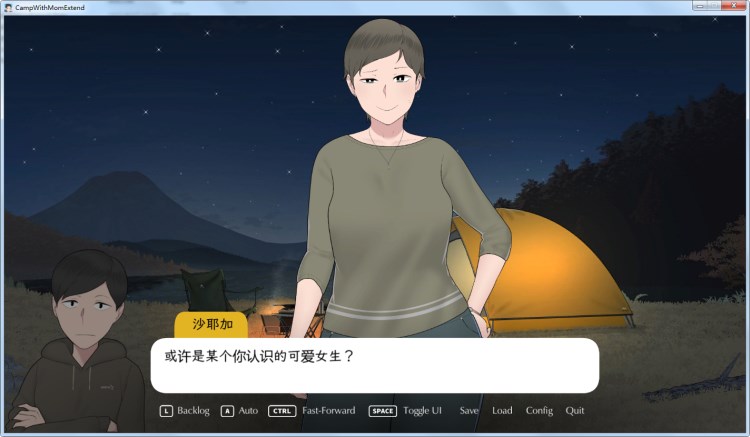 CampWithMomExtend
沙耶加
或许是某个你认识的可爱女生？
L Backlog A Auto CTRL Fast-Forward SPACE Toggle UI Save Load Config Quit